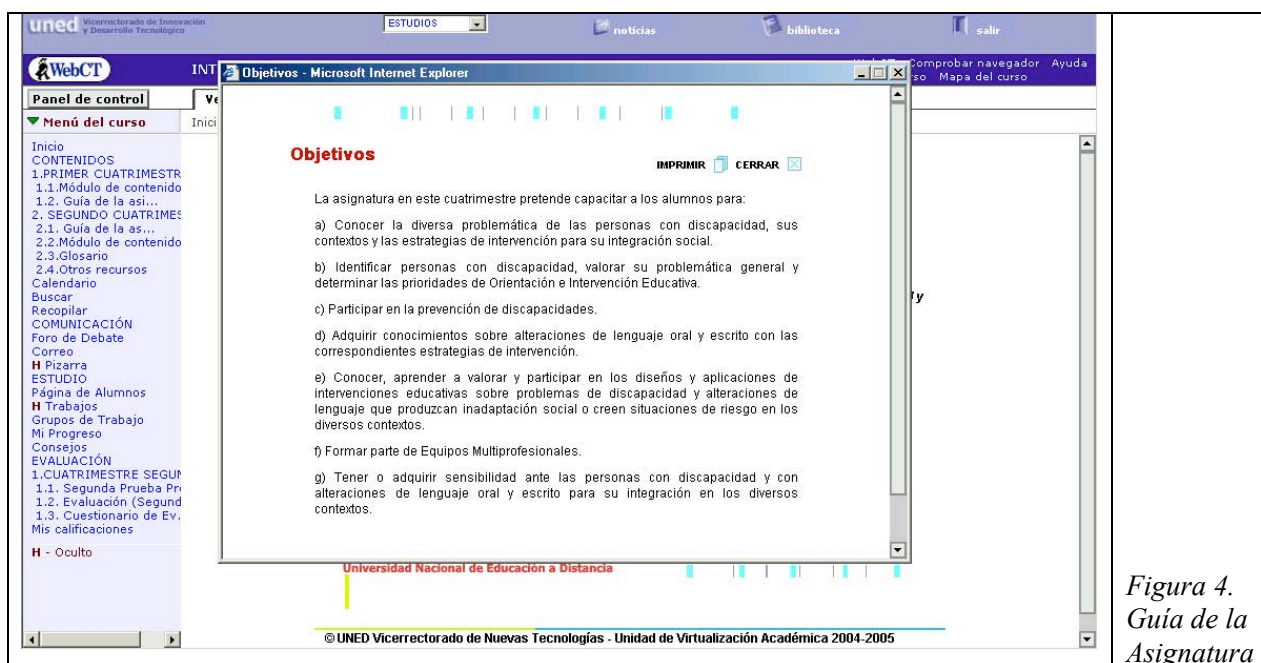 uned Vicerrectorado de Innovación
y Desarrollo Tecnológico
ESTUDIOS
noticias
biblioteca
salir
WebCT
INT
Objetivos - Microsoft Internet Explorer
Comprobar navegador Ayuda
so Mapa del curso
Panel de control
Ve
Menú del curso
Inici
Inicio
CONTENIDOS
1.PRIMER CUATRIMESTR
1.1.Módulo de contenido
1.2. Guía de la asi...
2. SEGUNDO CUATRIMES
2.1. Guía de la as...
2.2.Módulo de contenido
2.3.Glosario
2.4.Otros recursos
Calendario
Buscar
Recopilar
COMUNICACIÓN
Foro de Debate
Correo
H Pizarra
ESTUDIO
Página de Alumnos
H Trabajos
Grupos de Trabajo
Mi Progreso
Consejos
EVALUACIÓN
1.CUATRIMESTRE SEGUN
1.1. Segunda Prueba Pr
1.2. Evaluación (Segund
1.3. Cuestionario de Ev.
Mis calificaciones
H - Oculto
Objetivos
IMPRIMIR CERRAR
La asignatura en este cuatrimestre pretende capacitar a los alumnos para:
a) Conocer la diversa problemática de las personas con discapacidad, sus
contextos y las estrategias de intervención para su integración social.
b) Identificar personas con discapacidad, valorar su problemática general y
determinar las prioridades de Orientación e Intervención Educativa.
c) Participar en la prevención de discapacidades.
d) Adquirir conocimientos sobre alteraciones de lenguaje oral y escrito con las
correspondientes estrategias de intervención.
e) Conocer, aprender a valorar y participar en los diseños y aplicaciones de
intervenciones educativas sobre problemas de discapacidad y alteraciones de
lenguaje que produzcan inadaptación social o creen situaciones de riesgo en los
diversos contextos.
f) Formar parte de Equipos Multiprofesionales.
g) Tener o adquirir sensibilidad ante las personas con discapacidad y con
alteraciones de lenguaje oral y escrito para su integración en los diversos
contextos.
Universidad Nacional de Educación a Distancia
© UNED Vicerrectorado de Nuevas Tecnologías - Unidad de Virtualización Académica 2004-2005
Figura 4.
Guía de la
Asignatura